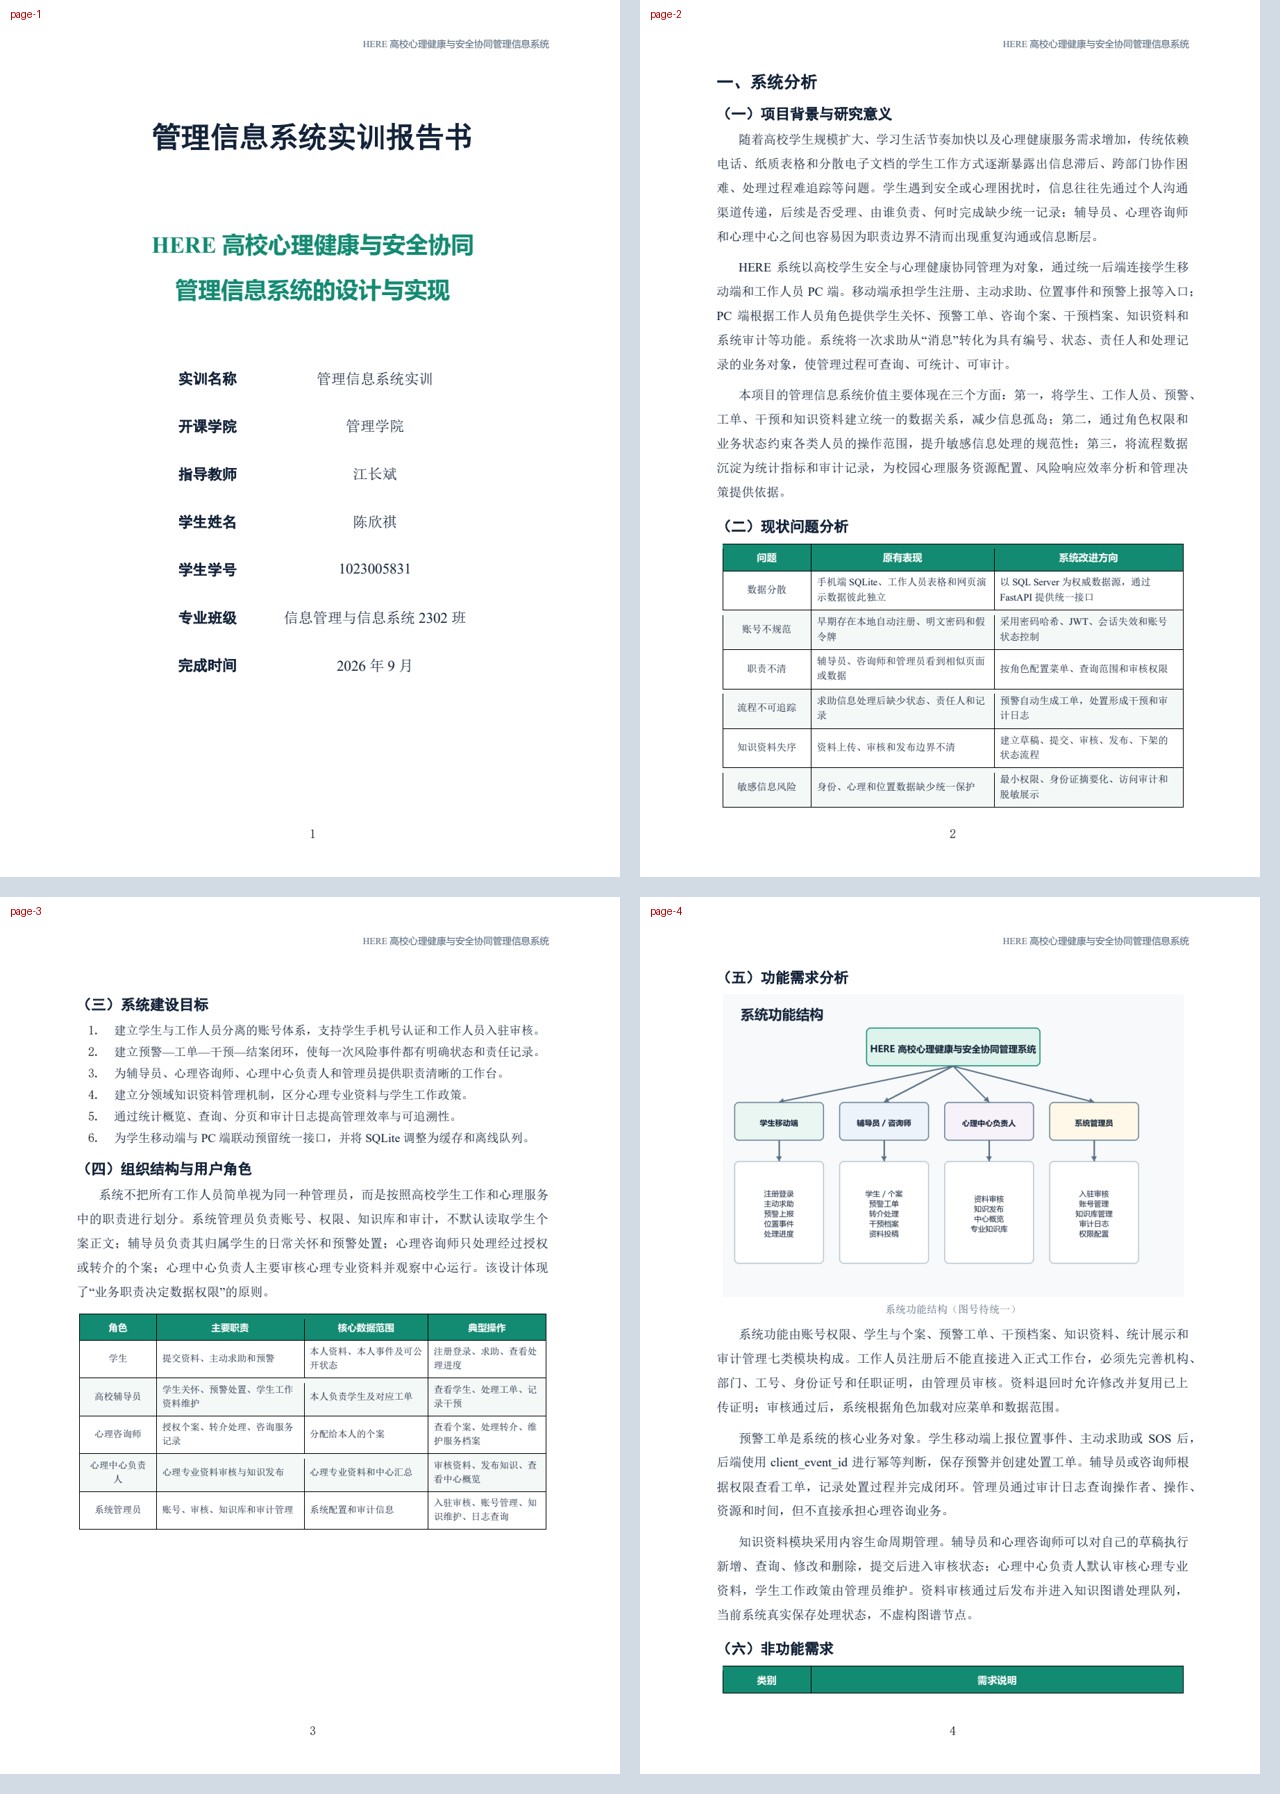 page-1
HERE 高校心理健康与安全协同管理信息系统
管理信息系统实训报告书
HERE 高校心理健康与安全协同
管理信息系统的设计与实现
实训名称 管理信息系统实训
开课学院 管理学院
指导教师 江长斌
学生姓名 陈欣祺
学生学号 1023005831
专业班级 信息管理与信息系统 2302 班
完成时间 2026 年 9 月
1
page-2
HERE 高校心理健康与安全协同管理信息系统
一、系统分析
（一）项目背景与研究意义
随着高校学生规模扩大、学习生活节奏加快以及心理健康服务需求增加，传统依赖
电话、纸质表格和分散电子文档的学生工作方式逐渐暴露出信息滞后、跨部门协作困
难、处理过程难追踪等问题。学生遇到安全或心理困扰时，信息往往先通过个人沟通
渠道传递，后续是否受理、由谁负责、何时完成缺少统一记录；辅导员、心理咨询师
和心理中心之间也容易因为职责边界不清而出现重复沟通或信息断层。
HERE 系统以高校学生安全与心理健康协同管理为对象，通过统一后端连接学生移
动端和工作人员 PC 端。移动端承担学生注册、主动求助、位置事件和预警上报等入口；
PC 端根据工作人员角色提供学生关怀、预警工单、咨询个案、干预档案、知识资料和
系统审计等功能。系统将一次求助从“消息”转化为具有编号、状态、责任人和处理记
录的业务对象，使管理过程可查询、可统计、可审计。
本项目的管理信息系统价值主要体现在三个方面：第一，将学生、工作人员、预警、
工单、干预和知识资料建立统一的数据关系，减少信息孤岛；第二，通过角色权限和
业务状态约束各类人员的操作范围，提升敏感信息处理的规范性；第三，将流程数据
沉淀为统计指标和审计记录，为校园心理服务资源配置、风险响应效率分析和管理决
策提供依据。
（二）现状问题分析
问题 原有表现 系统改进方向
数据分散 手机端 SQLite、工作人员表格和网页演示数据彼此独立 以 SQL Server 为权威数据源，通过 FastAPI 提供统一接口
账号不规范 早期存在本地自动注册、明文密码和假令牌 采用密码哈希、JWT、会话失效和账号状态控制
职责不清 辅导员、咨询师和管理员看到相似页面或数据 按角色配置菜单、查询范围和审核权限
流程不可追踪 求助信息处理后缺少状态、责任人和记录 预警自动生成工单，处置形成干预和审计日志
知识资料失序 资料上传、审核和发布边界不清 建立草稿、提交、审核、发布、下架的状态流程
敏感信息风险 身份、心理和位置数据缺少统一保护 最小权限、身份证摘要化、访问审计和脱敏展示
2
page-3
HERE 高校心理健康与安全协同管理信息系统
（三）系统建设目标
1. 建立学生与工作人员分离的账号体系，支持学生手机号认证和工作人员入驻审核。
2. 建立预警—工单—干预—结案闭环，使每一次风险事件都有明确状态和责任记录。
3. 为辅导员、心理咨询师、心理中心负责人和管理员提供职责清晰的工作台。
4. 建立分领域知识资料管理机制，区分心理专业资料与学生工作政策。
5. 通过统计概览、查询、分页和审计日志提高管理效率与可追溯性。
6. 为学生移动端与 PC 端联动预留统一接口，并将 SQLite 调整为缓存和离线队列。
（四）组织结构与用户角色
系统不把所有工作人员简单视为同一种管理员，而是按照高校学生工作和心理服务
中的职责进行划分。系统管理员负责账号、权限、知识库和审计，不默认读取学生个
案正文；辅导员负责其归属学生的日常关怀和预警处置；心理咨询师只处理经过授权
或转介的个案；心理中心负责人主要审核心理专业资料并观察中心运行。该设计体现
了“业务职责决定数据权限”的原则。
角色 主要职责 核心数据范围 典型操作
学生 提交资料、主动求助和预警 本人资料、本人事件及可公开状态 注册登录、求助、查看处理进度
高校辅导员 学生关怀、预警处置、学生工作资料维护 本人负责学生及对应工单 查看学生、处理工单、记录干预
心理咨询师 授权个案、转介处理、咨询服务记录 分配给本人的个案 查看个案、处理转介、维护服务档案
心理中心负责人 心理专业资料审核与知识发布 心理专业资料和中心汇总 审核资料、发布知识、查看中心概览
系统管理员 账号、审核、知识库和审计管理 系统配置和审计信息 入驻审核、账号管理、知识维护、日志查询
3
page-4
HERE 高校心理健康与安全协同管理信息系统
（五）功能需求分析
系统功能结构
HERE 高校心理健康与安全协同管理系统
学生移动端 辅导员 / 咨询师 心理中心负责人 系统管理员
注册登录
主动求助
预警上报
位置事件
处理进度
学生 / 个案
预警工单
转介处理
干预档案
资料投稿
资料审核
知识发布
中心概览
专业知识库
入驻审核
账号管理
知识库管理
审计日志
权限配置
系统功能结构（图号待统一）
系统功能由账号权限、学生与个案、预警工单、干预档案、知识资料、统计展示和
审计管理七类模块构成。工作人员注册后不能直接进入正式工作台，必须先完善机构、
部门、工号、身份证号和任职证明，由管理员审核。资料退回时允许修改并复用已上
传证明；审核通过后，系统根据角色加载对应菜单和数据范围。
预警工单是系统的核心业务对象。学生移动端上报位置事件、主动求助或 SOS 后，
后端使用 client_event_id 进行幂等判断，保存预警并创建处置工单。辅导员或咨询师根
据权限查看工单，记录处置过程并完成闭环。管理员通过审计日志查询操作者、操作、
资源和时间，但不直接承担心理咨询业务。
知识资料模块采用内容生命周期管理。辅导员和心理咨询师可以对自己的草稿执行
新增、查询、修改和删除，提交后进入审核状态；心理中心负责人默认审核心理专业
资料，学生工作政策由管理员维护。资料审核通过后发布并进入知识图谱处理队列，
当前系统真实保存处理状态，不虚构图谱节点。
（六）非功能需求
类别 需求说明
4